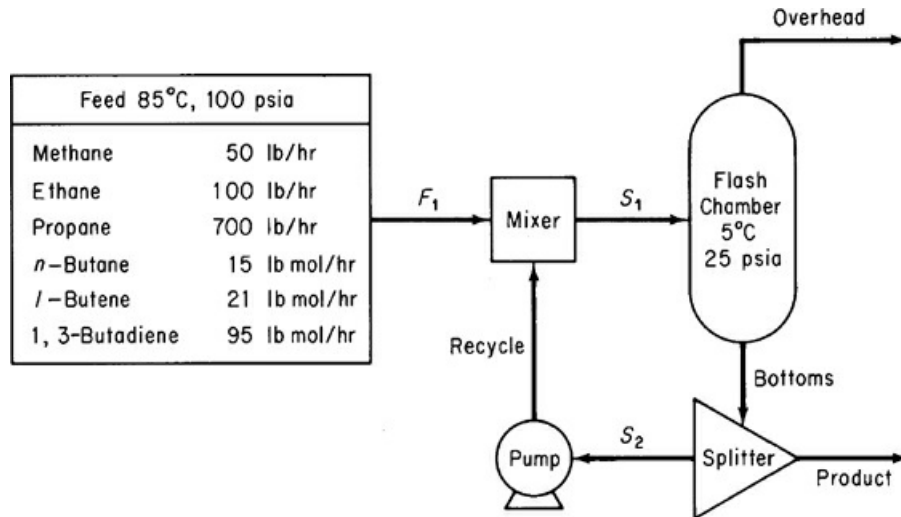 Overhead
Feed 85°C, 100 psia
Methane 50 lb/hr
Ethane 100 lb/hr
Propane 700 lb/hr
n-Butane 15 lb mol/hr
l-Butene 21 lb mol/hr
1, 3-Butadiene 95 lb mol/hr
F1
Mixer
S1
Flash
Chamber
5°C
25 psia
Recycle
Bottoms
Pump
S2
Splitter
Product